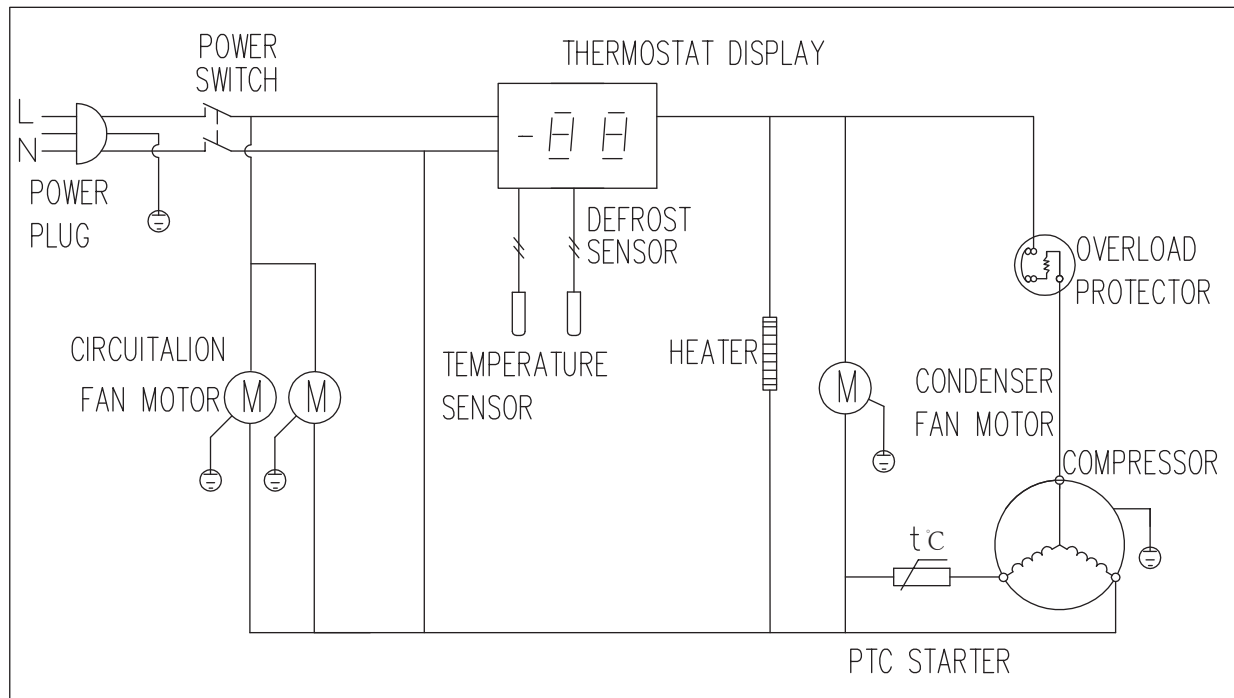 POWER
SWITCH
THERMOSTAT DISPLAY
L
N
-88
POWER
PLUG
DEFROST
SENSOR
OVERLOAD
PROTECTOR
CIRCUITALION
FAN MOTOR
M
M
TEMPERATURE
SENSOR
HEATER
M
CONDENSER
FAN MOTOR
COMPRESSOR
t℃
PTC STARTER